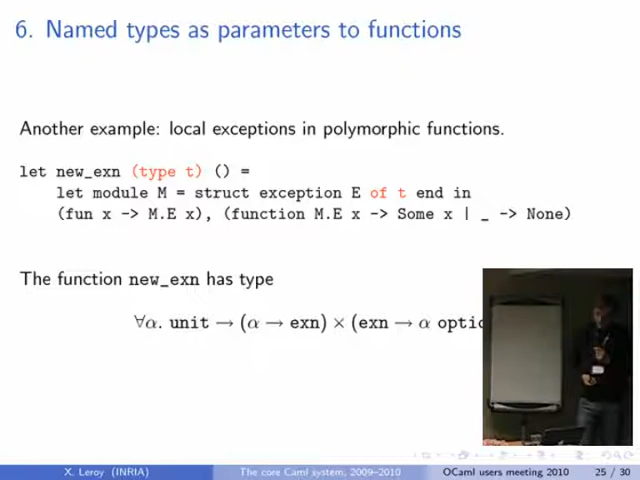 6. Named types as parameters to functions
Another example: local exceptions in polymorphic functions.
let new_exn (type t) () =
let module M = struct exception E of t end in
(fun x -> M.E x), (function M.E x -> Some x | _ -> None)
The function new_exn has type
∀α. unit → (α → exn) × (exn → α optio
X. Leroy (INRIA)
The core Caml system, 2009–2010
OCaml users meeting 2010
25 / 30